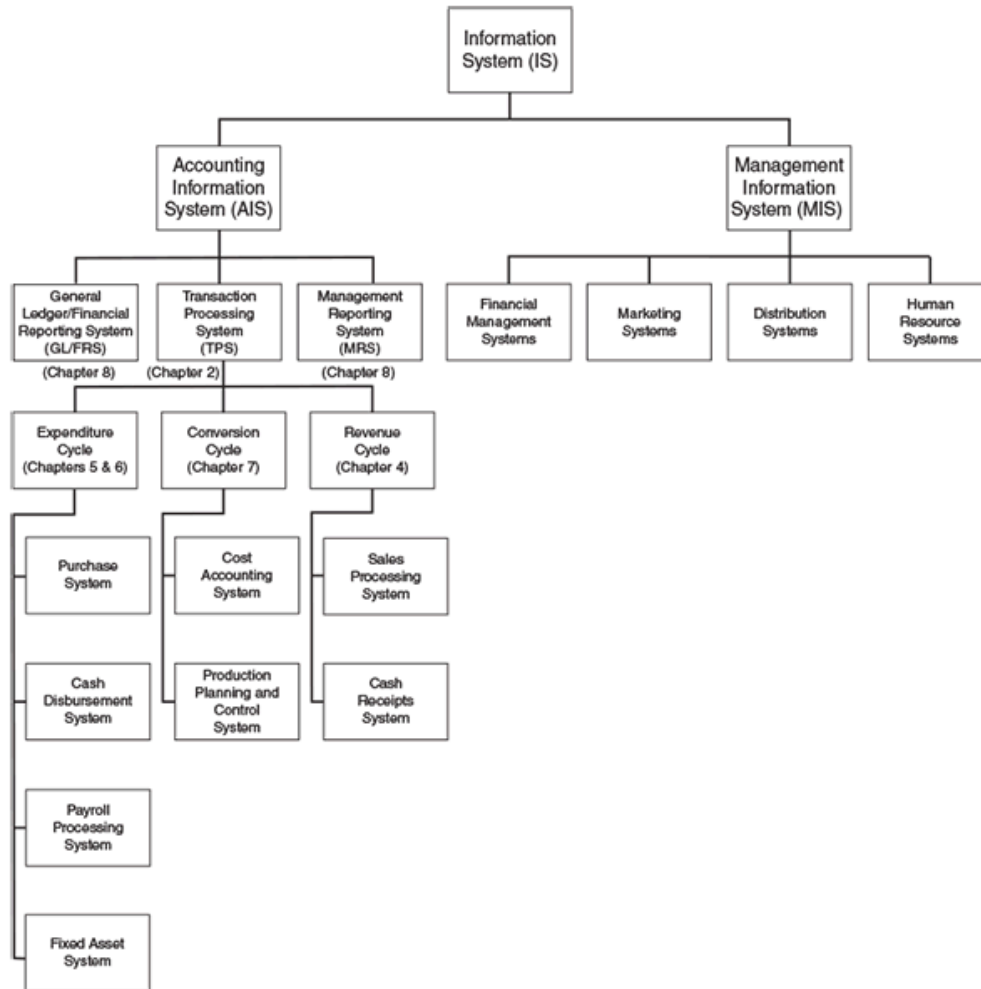 Information
System (IS)
Accounting
Information
System (AIS)
Management
Information
System (MIS)
General
Ledger/Financial
Reporting System
(GL/FRS)
(Chapter 8)
Transaction
Processing
System
(TPS)
(Chapter 2)
Management
Reporting
System
(MRS)
(Chapter 8)
Financial
Management
Systems
Marketing
Systems
Distribution
Systems
Human
Resource
Systems
Expenditure
Cycle
(Chapters 5 & 6)
Conversion
Cycle
(Chapter 7)
Revenue
Cycle
(Chapter 4)
Purchase
System
Cost
Accounting
System
Sales
Processing
System
Cash
Disbursement
System
Production
Planning and
Control
System
Cash
Receipts
System
Payroll
Processing
System
Fixed Asset
System